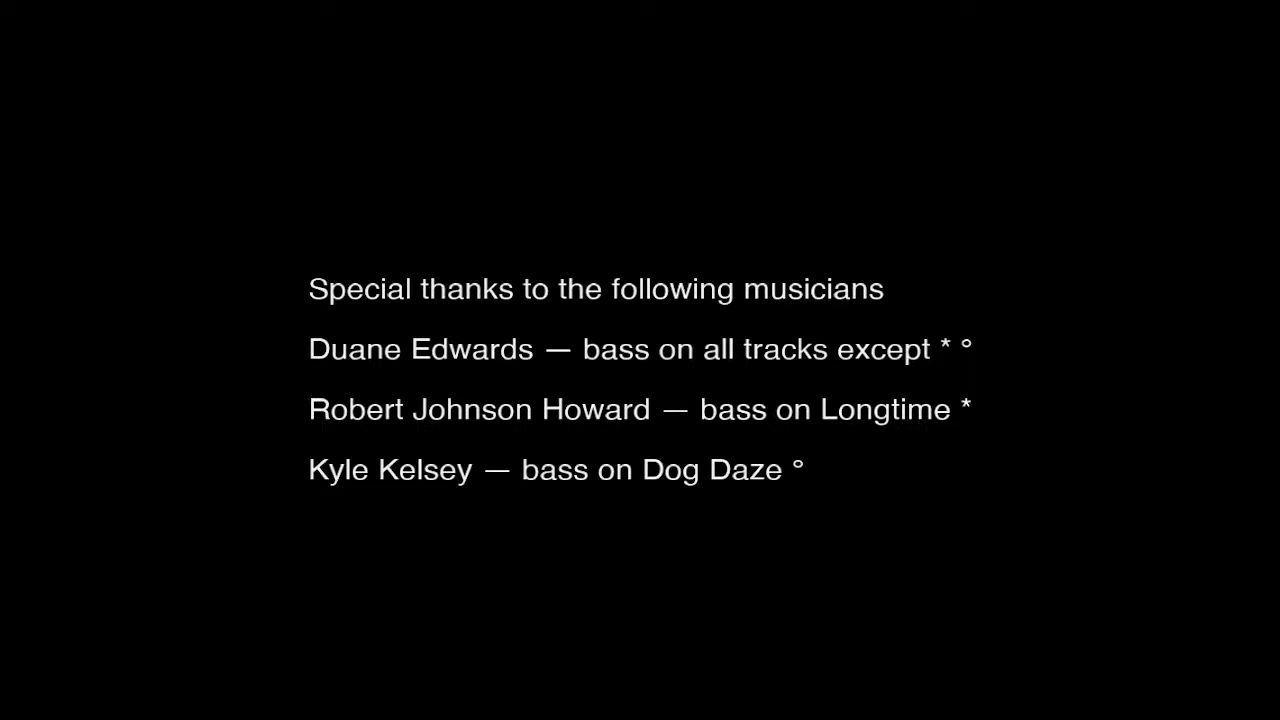 Special thanks to the following musicians
Duane Edwards — bass on all tracks except * °
Robert Johnson Howard — bass on Longtime *
Kyle Kelsey — bass on Dog Daze °